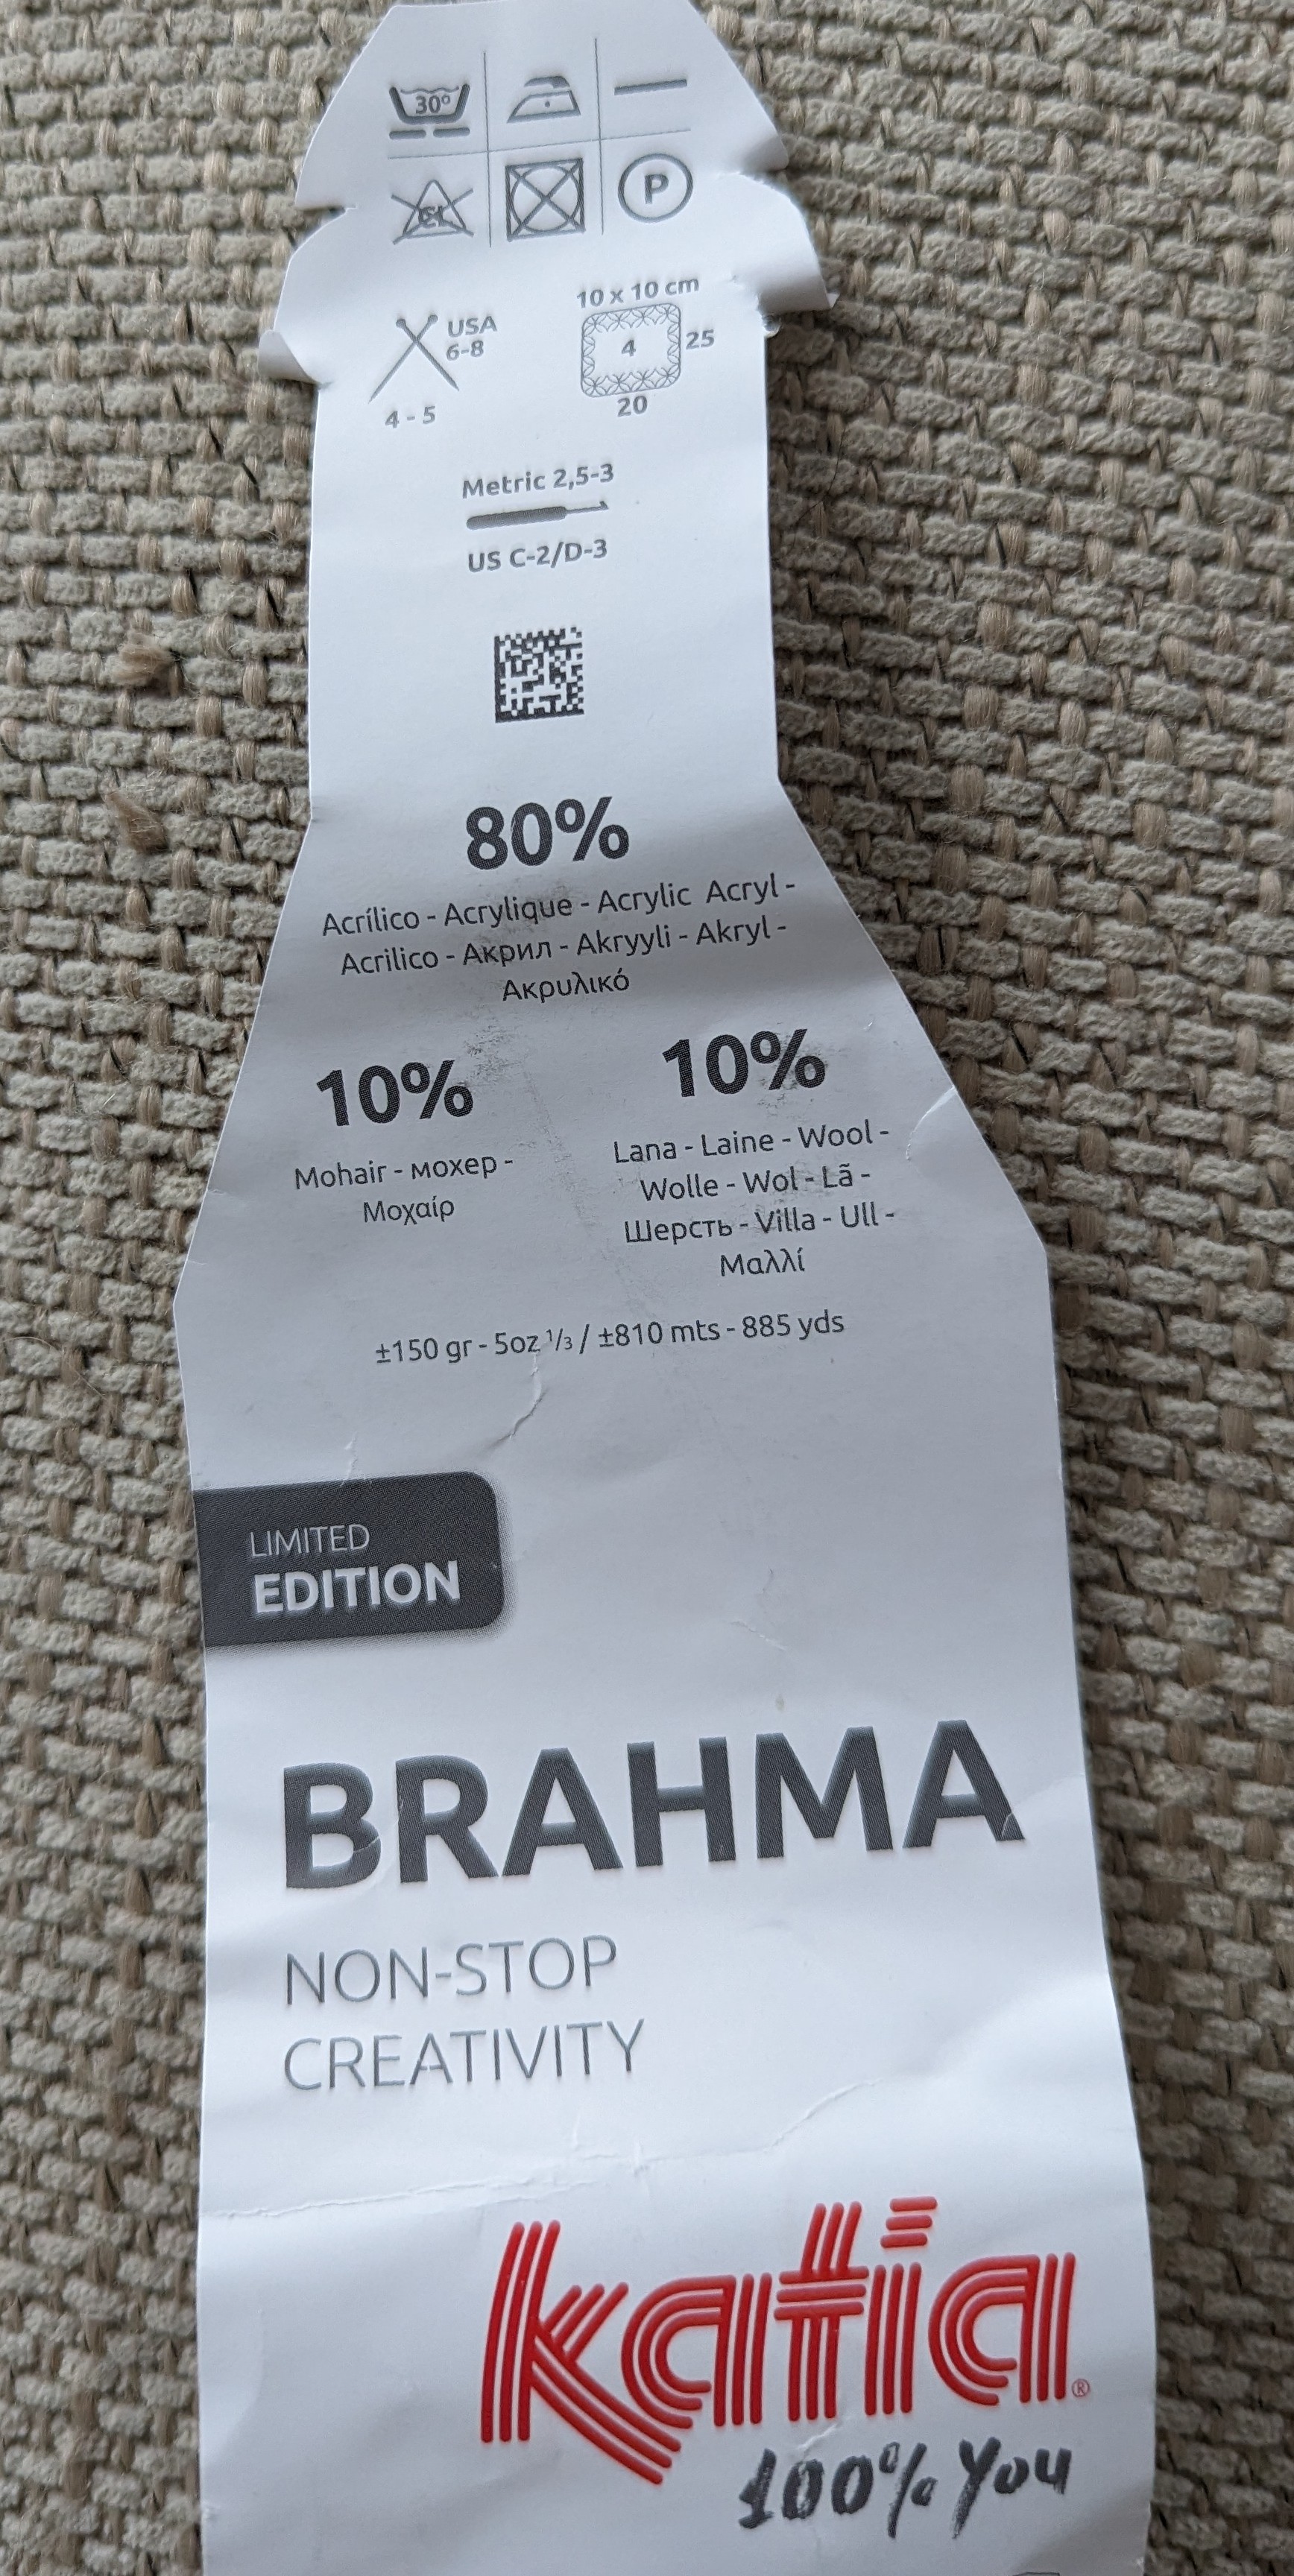 30°
CL
P
USA
6-8
4 - 5
10 x 10 cm
4
25
20
Metric 2,5-3
US C-2/D-3
80%
Acrílico - Acrylique - Acrylic Acryl -
Acrilico - Акрил - Akryyli - Akryl -
Ακρυλικό
10%
Mohair - мохер -
Μοχαίρ
10%
Lana - Laine - Wool -
Wolle - Wol - Lã -
Шерсть - Villa - Ull -
Μαλλί
±150 gr - 5oz 1/3 / ±810 mts - 885 yds
LIMITED
EDITION
BRAHMA
NON-STOP
CREATIVITY
katia®
100% You